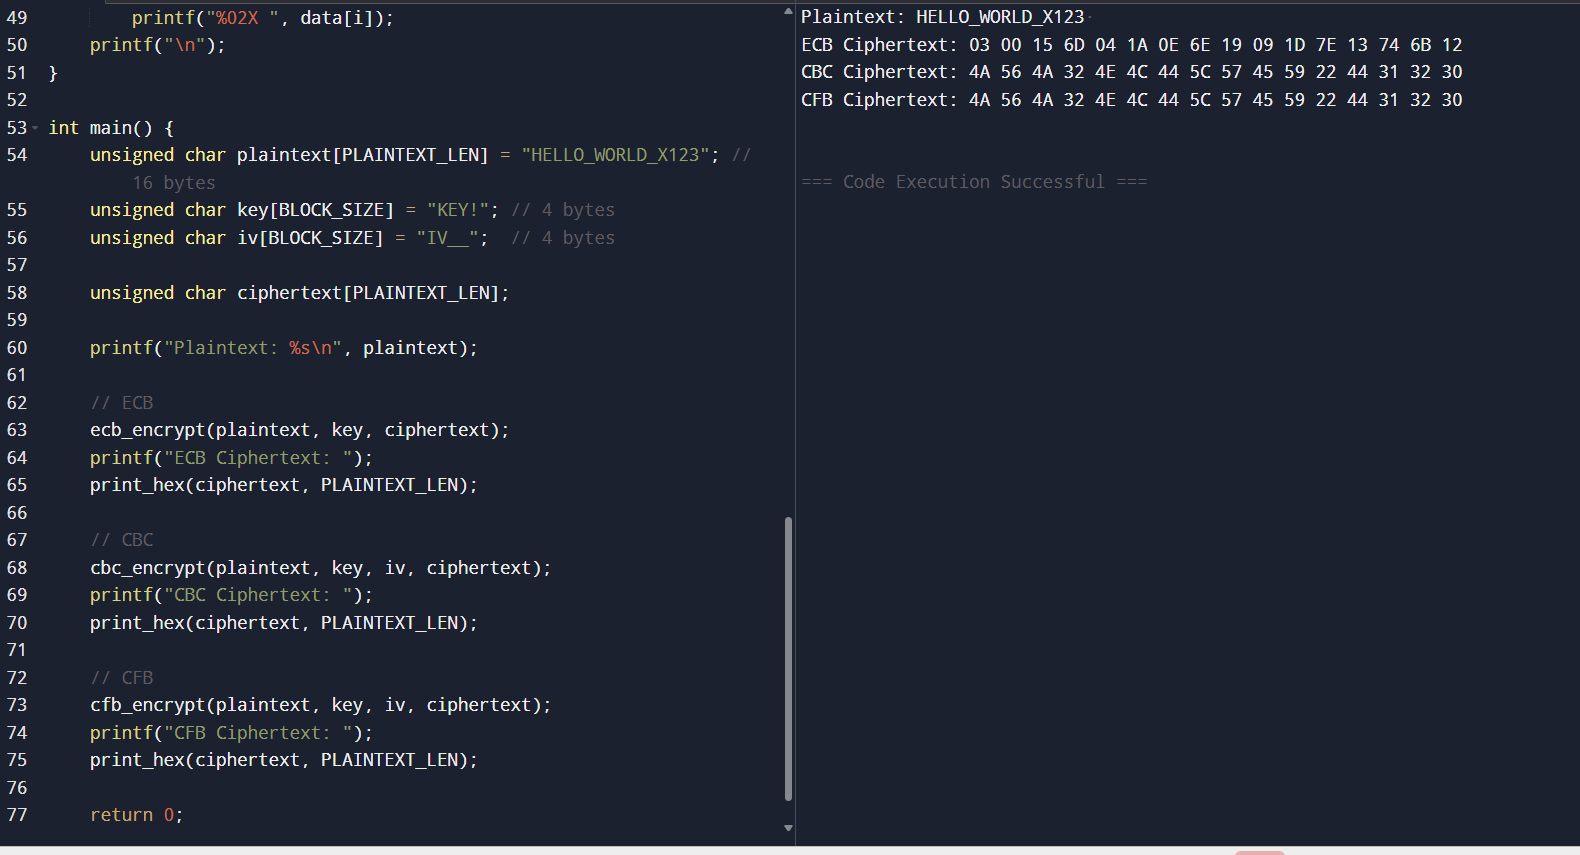 49 printf("%02X ", data[i]);
50 printf("\n");
51 }
52
53 int main() {
54 unsigned char plaintext[PLAINTEXT_LEN] = "HELLO_WORLD_X123"; //
16 bytes
55 unsigned char key[BLOCK_SIZE] = "KEY!"; // 4 bytes
56 unsigned char iv[BLOCK_SIZE] = "IV__"; // 4 bytes
57
58 unsigned char ciphertext[PLAINTEXT_LEN];
59
60 printf("Plaintext: %s\n", plaintext);
61
62 // ECB
63 ecb_encrypt(plaintext, key, ciphertext);
64 printf("ECB Ciphertext: ");
65 print_hex(ciphertext, PLAINTEXT_LEN);
66
67 // CBC
68 cbc_encrypt(plaintext, key, iv, ciphertext);
69 printf("CBC Ciphertext: ");
70 print_hex(ciphertext, PLAINTEXT_LEN);
71
72 // CFB
73 cfb_encrypt(plaintext, key, iv, ciphertext);
74 printf("CFB Ciphertext: ");
75 print_hex(ciphertext, PLAINTEXT_LEN);
76
77 return 0;
Plaintext: HELLO_WORLD_X123
ECB Ciphertext: 03 00 15 6D 04 1A 0E 6E 19 09 1D 7E 13 74 6B 12
CBC Ciphertext: 4A 56 4A 32 4E 4C 44 5C 57 45 59 22 44 31 32 30
CFB Ciphertext: 4A 56 4A 32 4E 4C 44 5C 57 45 59 22 44 31 32 30
=== Code Execution Successful ===